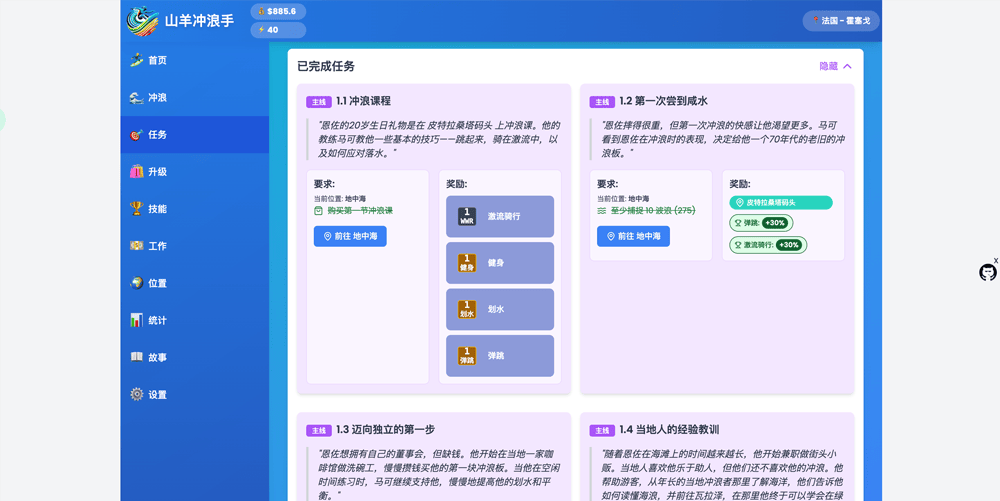 山羊冲浪手
$885.6
40
法国 - 霍塞戈
首页
冲浪
任务
升级
技能
工作
位置
统计
故事
设置
已完成任务
隐藏
主线 1.1 冲浪课程
"恩佐的20岁生日礼物是在 皮特拉桑塔码头 上冲浪课。他的
教练马可教他一些基本的技巧——跳起来，骑在激流中，以
及如何应对落水。"
要求:
当前位置: 地中海
购买第一节冲浪课
前往 地中海
奖励:
1
WWR
激流骑行
1
健身
健身
1
划水
划水
1
弹跳
弹跳
主线 1.2 第一次尝到咸水
"恩佐摔得很重，但第一次冲浪的快感让他渴望更多。马可
看到恩佐在冲浪时的表现，决定给他一个70年代的老旧的冲
浪板。"
要求:
当前位置: 地中海
至少捕捉 10 波浪 (275)
前往 地中海
奖励:
皮特拉桑塔码头
弹跳: +30%
激流骑行: +30%
X
主线 1.3 迈向独立的第一步
"恩佐想拥有自己的董事会，但缺钱。他开始在当地一家咖
啡馆做洗碗工，慢慢攒钱买他的第一块冲浪板。当他在空闲
时间练习时，马可继续支持他，慢慢地提高他的划水和平
衡。"
主线 1.4 当地人的经验教训
"随着恩佐在海滩上的时间越来越长，他开始兼职做街头小
贩。当地人喜欢他乐于助人，但他们还不喜欢他的冲浪。他
帮助游客，从年长的当地冲浪者那里了解海洋，他们告诉他
如何读懂海浪，并前往瓦拉泽，在那里他终于可以学会在绿